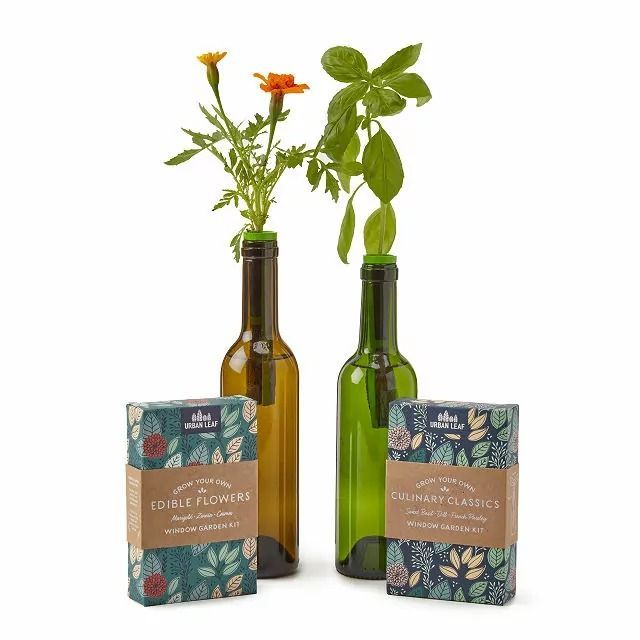 URBAN LEAF
GROW YOUR OWN
EDIBLE FLOWERS
Marigold · Zinnia · Chives
WINDOW GARDEN KIT
URBAN LEAF
GROW YOUR OWN
CULINARY CLASSICS
Sweet Basil · Dill · French Parsley
WINDOW GARDEN KIT